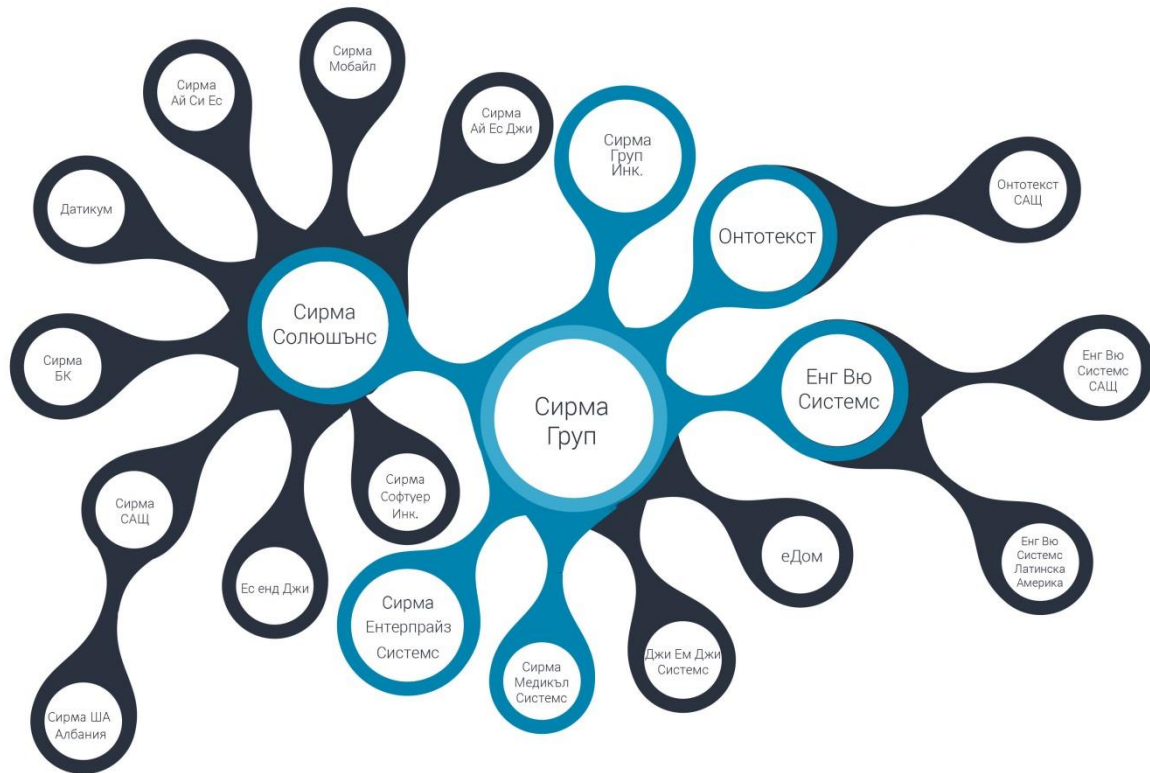 Сирма
Мобайл
Сирма
Ай Си Ес
Сирма
Ай Ес Джи
Сирма
Груп
Инк.
Онтотекст
САЩ
Датикум
Онтотекст
Сирма
Солюшънс
Сирма
БК
Енг Вю
Системс
САЩ
Енг Вю
Системс
Сирма
Груп
Сирма
САЩ
Сирма
Софтуер
Инк.
Ес енд Джи
еДом
Енг Вю
Системс
Латинска
Америка
Сирма
Ентерпрайз
Системс
Сирма
Медикъл
Системс
Джи Ем Джи
Системс
Сирма ША
Албания